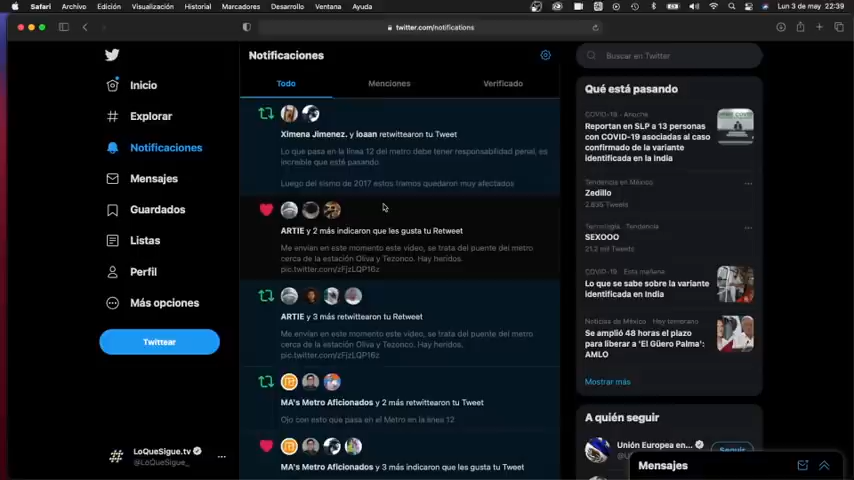 Safari Archivo Edición Visualización Historial Marcadores Desarrollo Ventana Ayuda
Lun 3 de may 22:39
twitter.com/notifications
Inicio
Explorar
Notificaciones
Mensajes
Guardados
Listas
Perfil
Más opciones
Twittear
LoQueSigue.tv
@LoQueSigue_
Notificaciones
Todo Menciones Verificado
Ximena Jimenez. y ioaan retwittearon tu Tweet
Lo que pasa en la línea 12 del metro debe tener responsabilidad penal, es
increíble que esté pasando.
Luego del sismo de 2017 estos tramos quedaron muy afectados
ARTIE y 2 más indicaron que les gusta tu Retweet
Me envían en este momento este video, se trata del puente del metro
cerca de la estación Olivo y Tezonco. Hay heridos.
pic.twitter.com/zFjzLQP16z
ARTIE y 3 más retwittearon tu Retweet
Me envían en este momento este video, se trata del puente del metro
cerca de la estación Olivo y Tezonco. Hay heridos.
pic.twitter.com/zFjzLQP16z
MA's Metro Aficionados y 2 más retwittearon tu Tweet
Ojo con esto que pasa en el Metro en la línea 12
MA's Metro Aficionados y 3 más indicaron que les gusta tu Tweet
Buscar en Twitter
Qué está pasando
COVID-19 · Anoche
Reportan en SLP a 13 personas
con COVID-19 asociadas al caso
confirmado de la variante
identificada en la India
Tendencia en México
Zedillo
2,835 Tweets
Tecnología · Tendencia
SEXOOO
21.2 mil Tweets
COVID-19 · Esta mañana
Lo que se sabe sobre la variante
identificada en India
Noticias de México · Hoy temprano
Se amplió 48 horas el plazo
para liberar a 'El Güero Palma':
AMLO
Mostrar más
A quién seguir
Unión Europea en...
Seguir
Mensajes